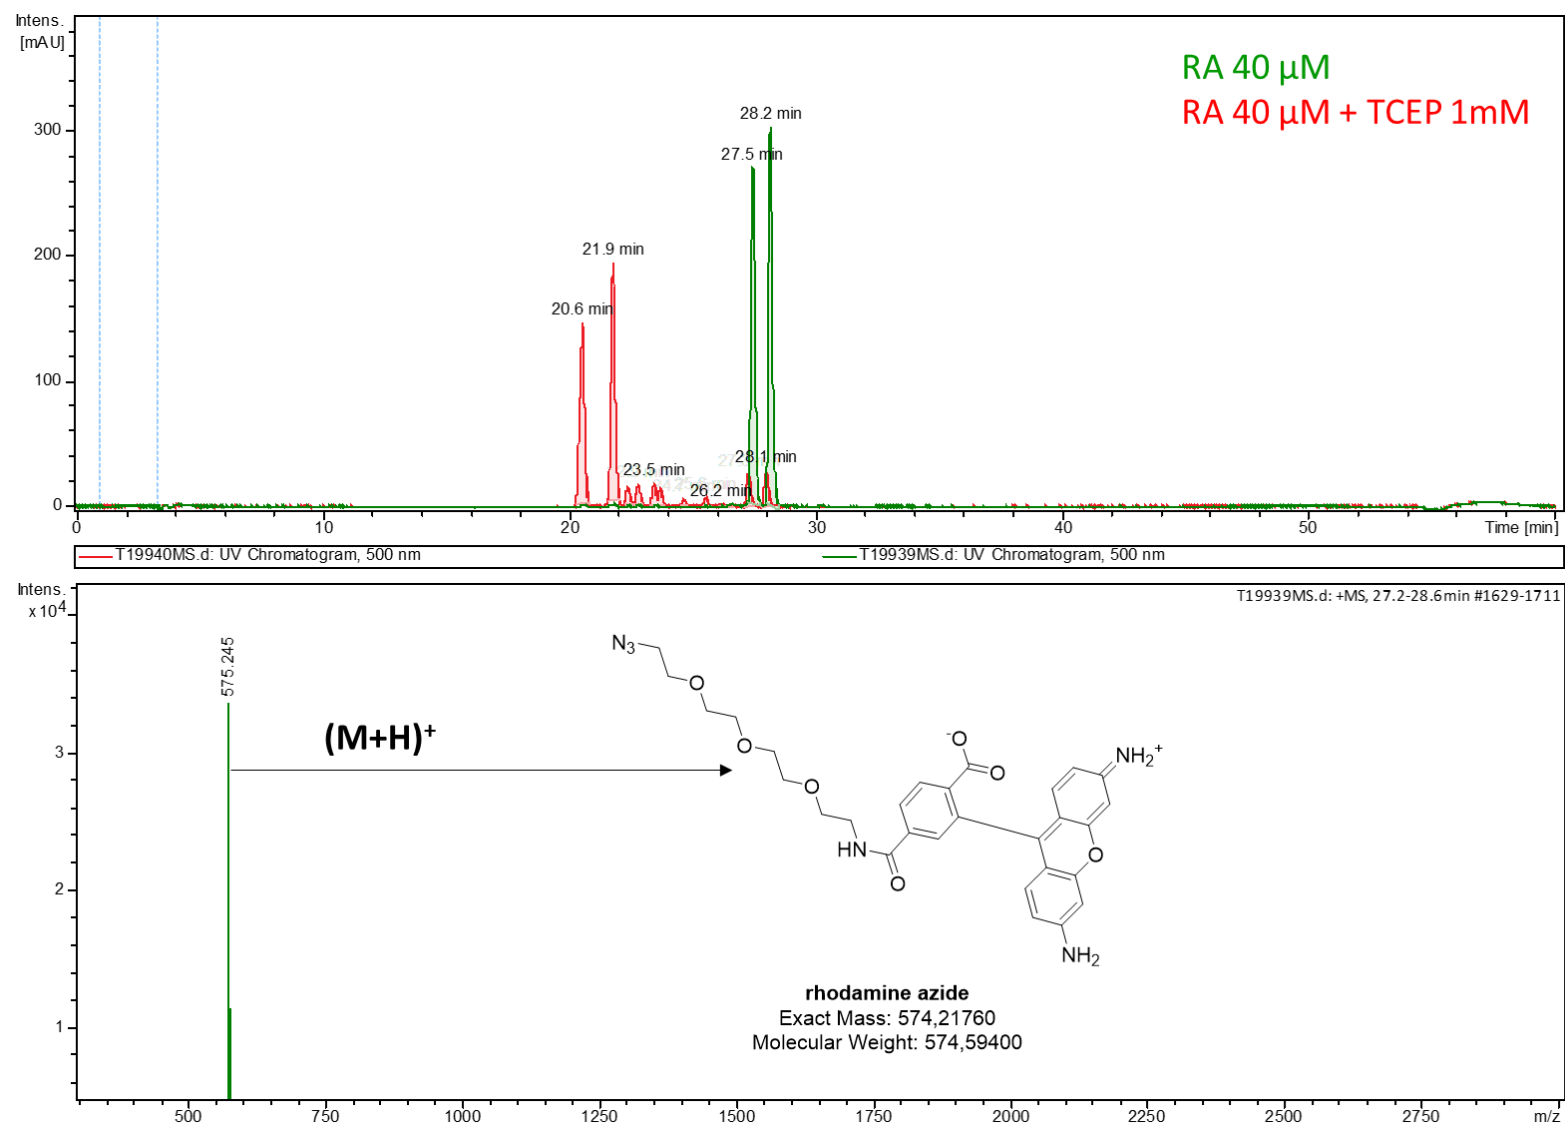 Intens.
[mAU]
RA 40 µM
RA 40 µM + TCEP 1mM
300
200
100
0
28.2 min
27.5 min
21.9 min
20.6 min
23.5 min
28.1 min
26.2 min
0 10 20 30 40 50 Time [min]
T19940MS.d: UV Chromatogram, 500 nm T19939MS.d: UV Chromatogram, 500 nm
Intens.
x10⁴
T19939MS.d: +MS, 27.2-28.6min #1629-1711
3
2
1
575.245
(M+H)⁺
N₃
O
O
O
HN
O
⁻O
O
NH₂⁺
O
NH₂
rhodamine azide
Exact Mass: 574,21760
Molecular Weight: 574,59400
500 750 1000 1250 1500 1750 2000 2250 2500 2750 m/z